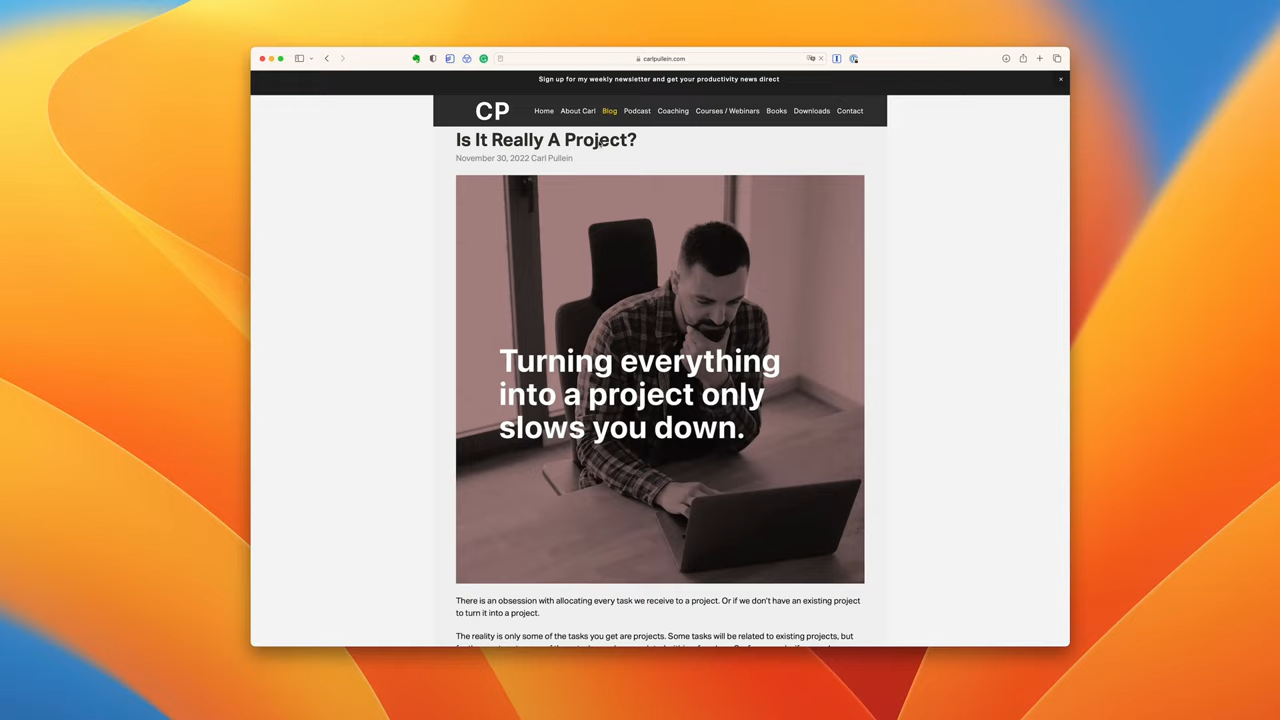 carlpullein.com
Sign up for my weekly newsletter and get your productivity news direct
CP
Home About Carl Blog Podcast Coaching Courses / Webinars Books Downloads Contact
Is It Really A Project?
November 30, 2022 Carl Pullein
Turning everything
into a project only
slows you down.
There is an obsession with allocating every task we receive to a project. Or if we don't have an existing project
to turn it into a project.
The reality is only some of the tasks you get are projects. Some tasks will be related to existing projects, but